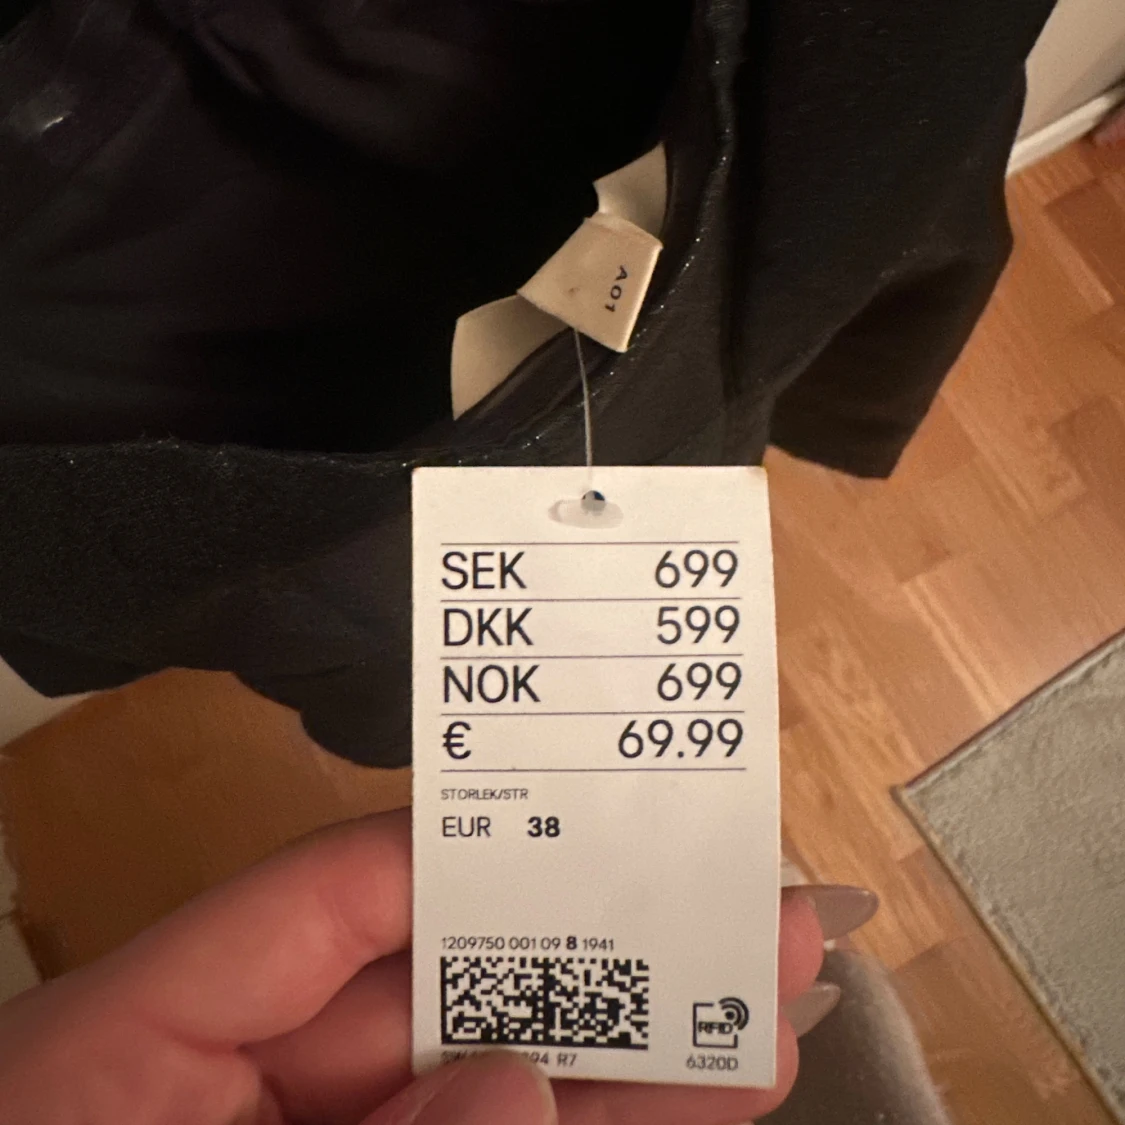 A01
SEK 699
DKK 599
NOK 699
€ 69.99
STORLEK/STR
EUR 38
1209750 001 09 8 1941
RFID
R7 6320D